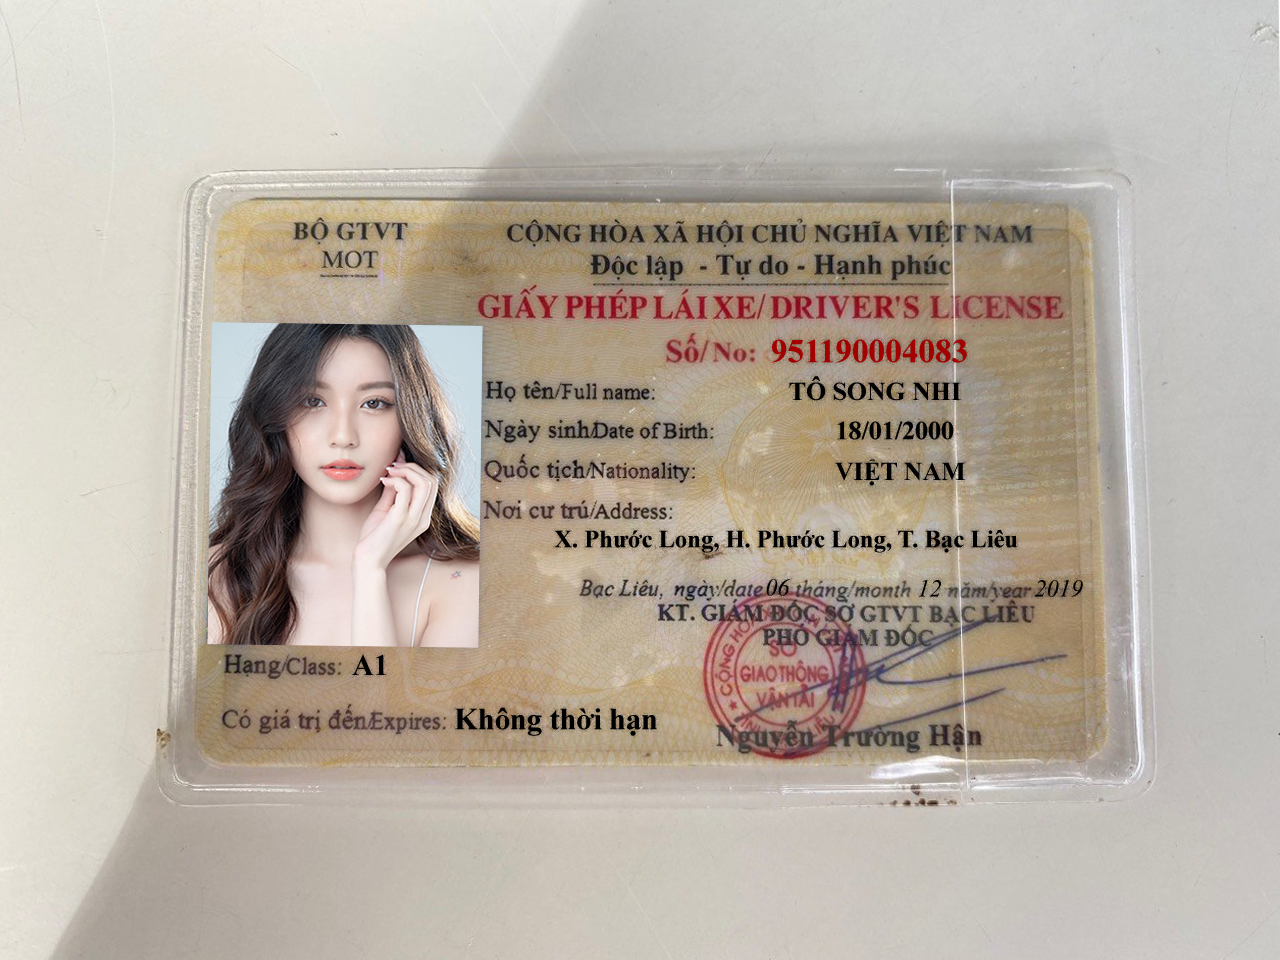 BỘ GTVT
MOT
CỘNG HÒA XÃ HỘI CHỦ NGHĨA VIỆT NAM
Độc lập - Tự do - Hạnh phúc
GIẤY PHÉP LÁI XE/ DRIVER'S LICENSE
Số/No: 951190004083
Họ tên/Full name: TÔ SONG NHI
Ngày sinh/Date of Birth: 18/01/2000
Quốc tịch/Nationality: VIỆT NAM
Nơi cư trú/Address:
X. Phước Long, H. Phước Long, T. Bạc Liêu
Bạc Liêu, ngày/date 06 tháng/month 12 năm/year 2019
KT. GIÁM ĐỐC SỞ GTVT BẠC LIÊU
PHÓ GIÁM ĐỐC
SỞ
GIAO THÔNG
VẬN TẢI
Hạng/Class: A1
Có giá trị đến/Expires: Không thời hạn
Nguyễn Trường Hận